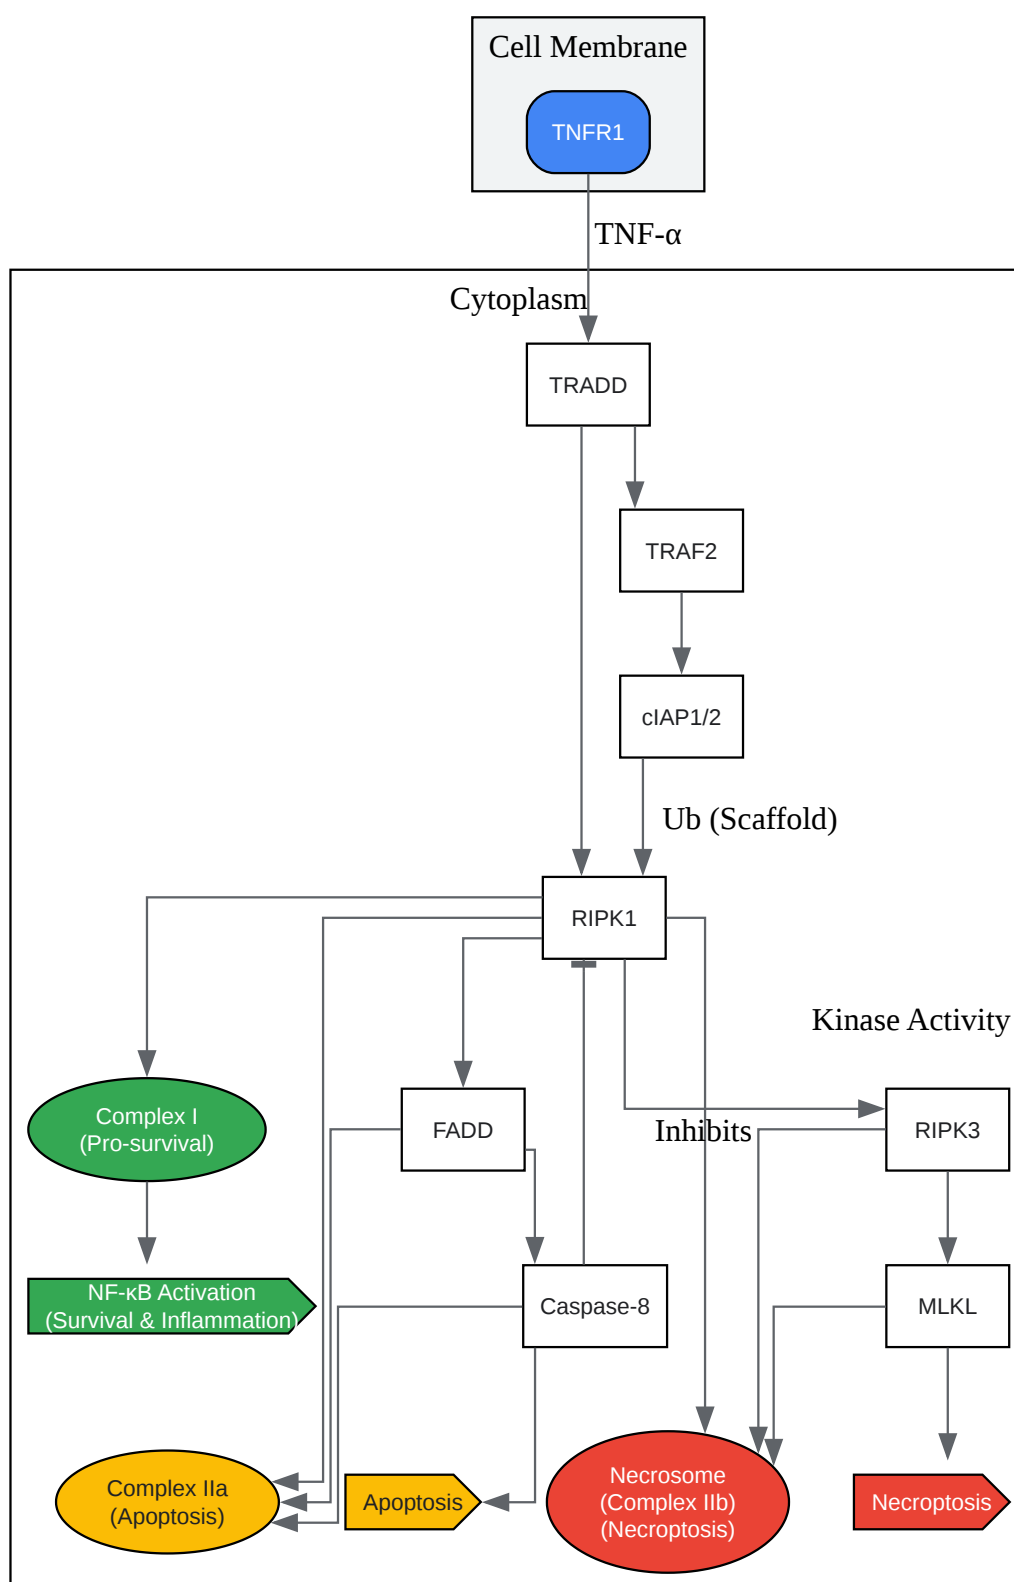 Cell Membrane
TNFR1
TNF-α
Cytoplasm
TRADD
TRAF2
cIAP1/2
Ub (Scaffold)
RIPK1
Kinase Activity
Complex I
(Pro-survival)
FADD
Inhibits
RIPK3
NF-κB Activation
(Survival & Inflammation)
Caspase-8
MLKL
Complex IIa
(Apoptosis)
Apoptosis
Necrosome
(Complex IIb)
(Necroptosis)
Necroptosis